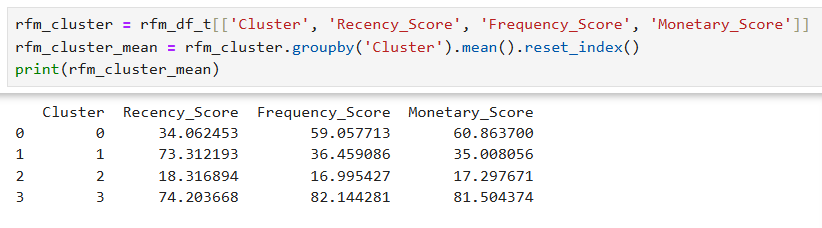 rfm_cluster = rfm_df_t[['Cluster', 'Recency_Score', 'Frequency_Score', 'Monetary_Score']]
rfm_cluster_mean = rfm_cluster.groupby('Cluster').mean().reset_index()
print(rfm_cluster_mean)
   Cluster  Recency_Score  Frequency_Score  Monetary_Score
0        0      34.062453        59.057713       60.863700
1        1      73.312193        36.459086       35.008056
2        2      18.316894        16.995427       17.297671
3        3      74.203668        82.144281       81.504374